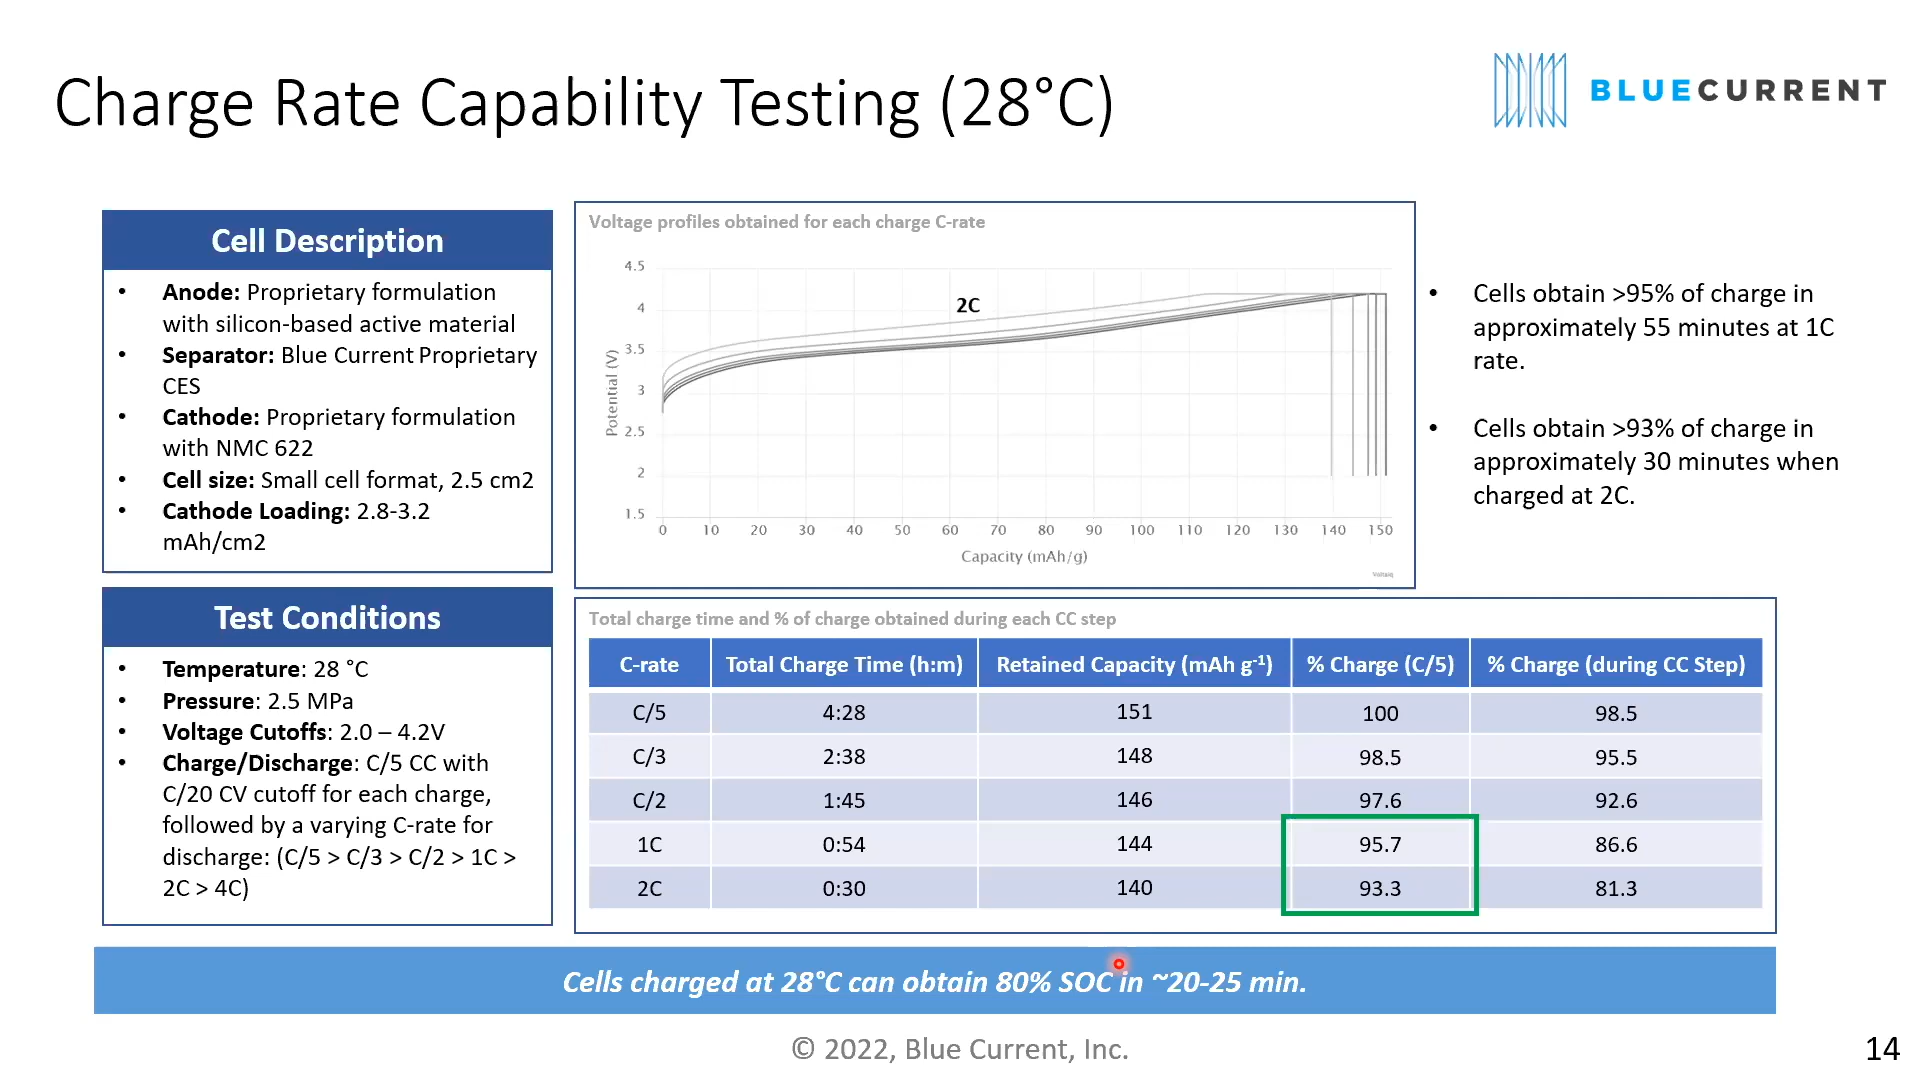 Charge Rate Capability Testing (28°C)
BLUECURRENT
Cell Description
• Anode: Proprietary formulation
with silicon-based active material
• Separator: Blue Current Proprietary
CES
• Cathode: Proprietary formulation
with NMC 622
• Cell size: Small cell format, 2.5 cm2
• Cathode Loading: 2.8-3.2
mAh/cm2
Test Conditions
• Temperature: 28 °C
• Pressure: 2.5 MPa
• Voltage Cutoffs: 2.0 – 4.2V
• Charge/Discharge: C/5 CC with
C/20 CV cutoff for each charge,
followed by a varying C-rate for
discharge: (C/5 > C/3 > C/2 > 1C >
2C > 4C)
Voltage profiles obtained for each charge C-rate
4.5
4
3.5
3
2.5
2
1.5
Potential (V)
2C
0 10 20 30 40 50 60 70 80 90 100 110 120 130 140 150
Capacity (mAh/g)
Voltaiq
• Cells obtain >95% of charge in
approximately 55 minutes at 1C
rate.
• Cells obtain >93% of charge in
approximately 30 minutes when
charged at 2C.
Total charge time and % of charge obtained during each CC step
C-rate Total Charge Time (h:m) Retained Capacity (mAh g-1) % Charge (C/5) % Charge (during CC Step)
C/5 4:28 151 100 98.5
C/3 2:38 148 98.5 95.5
C/2 1:45 146 97.6 92.6
1C 0:54 144 95.7 86.6
2C 0:30 140 93.3 81.3
Cells charged at 28°C can obtain 80% SOC in ~20-25 min.
© 2022, Blue Current, Inc.
14